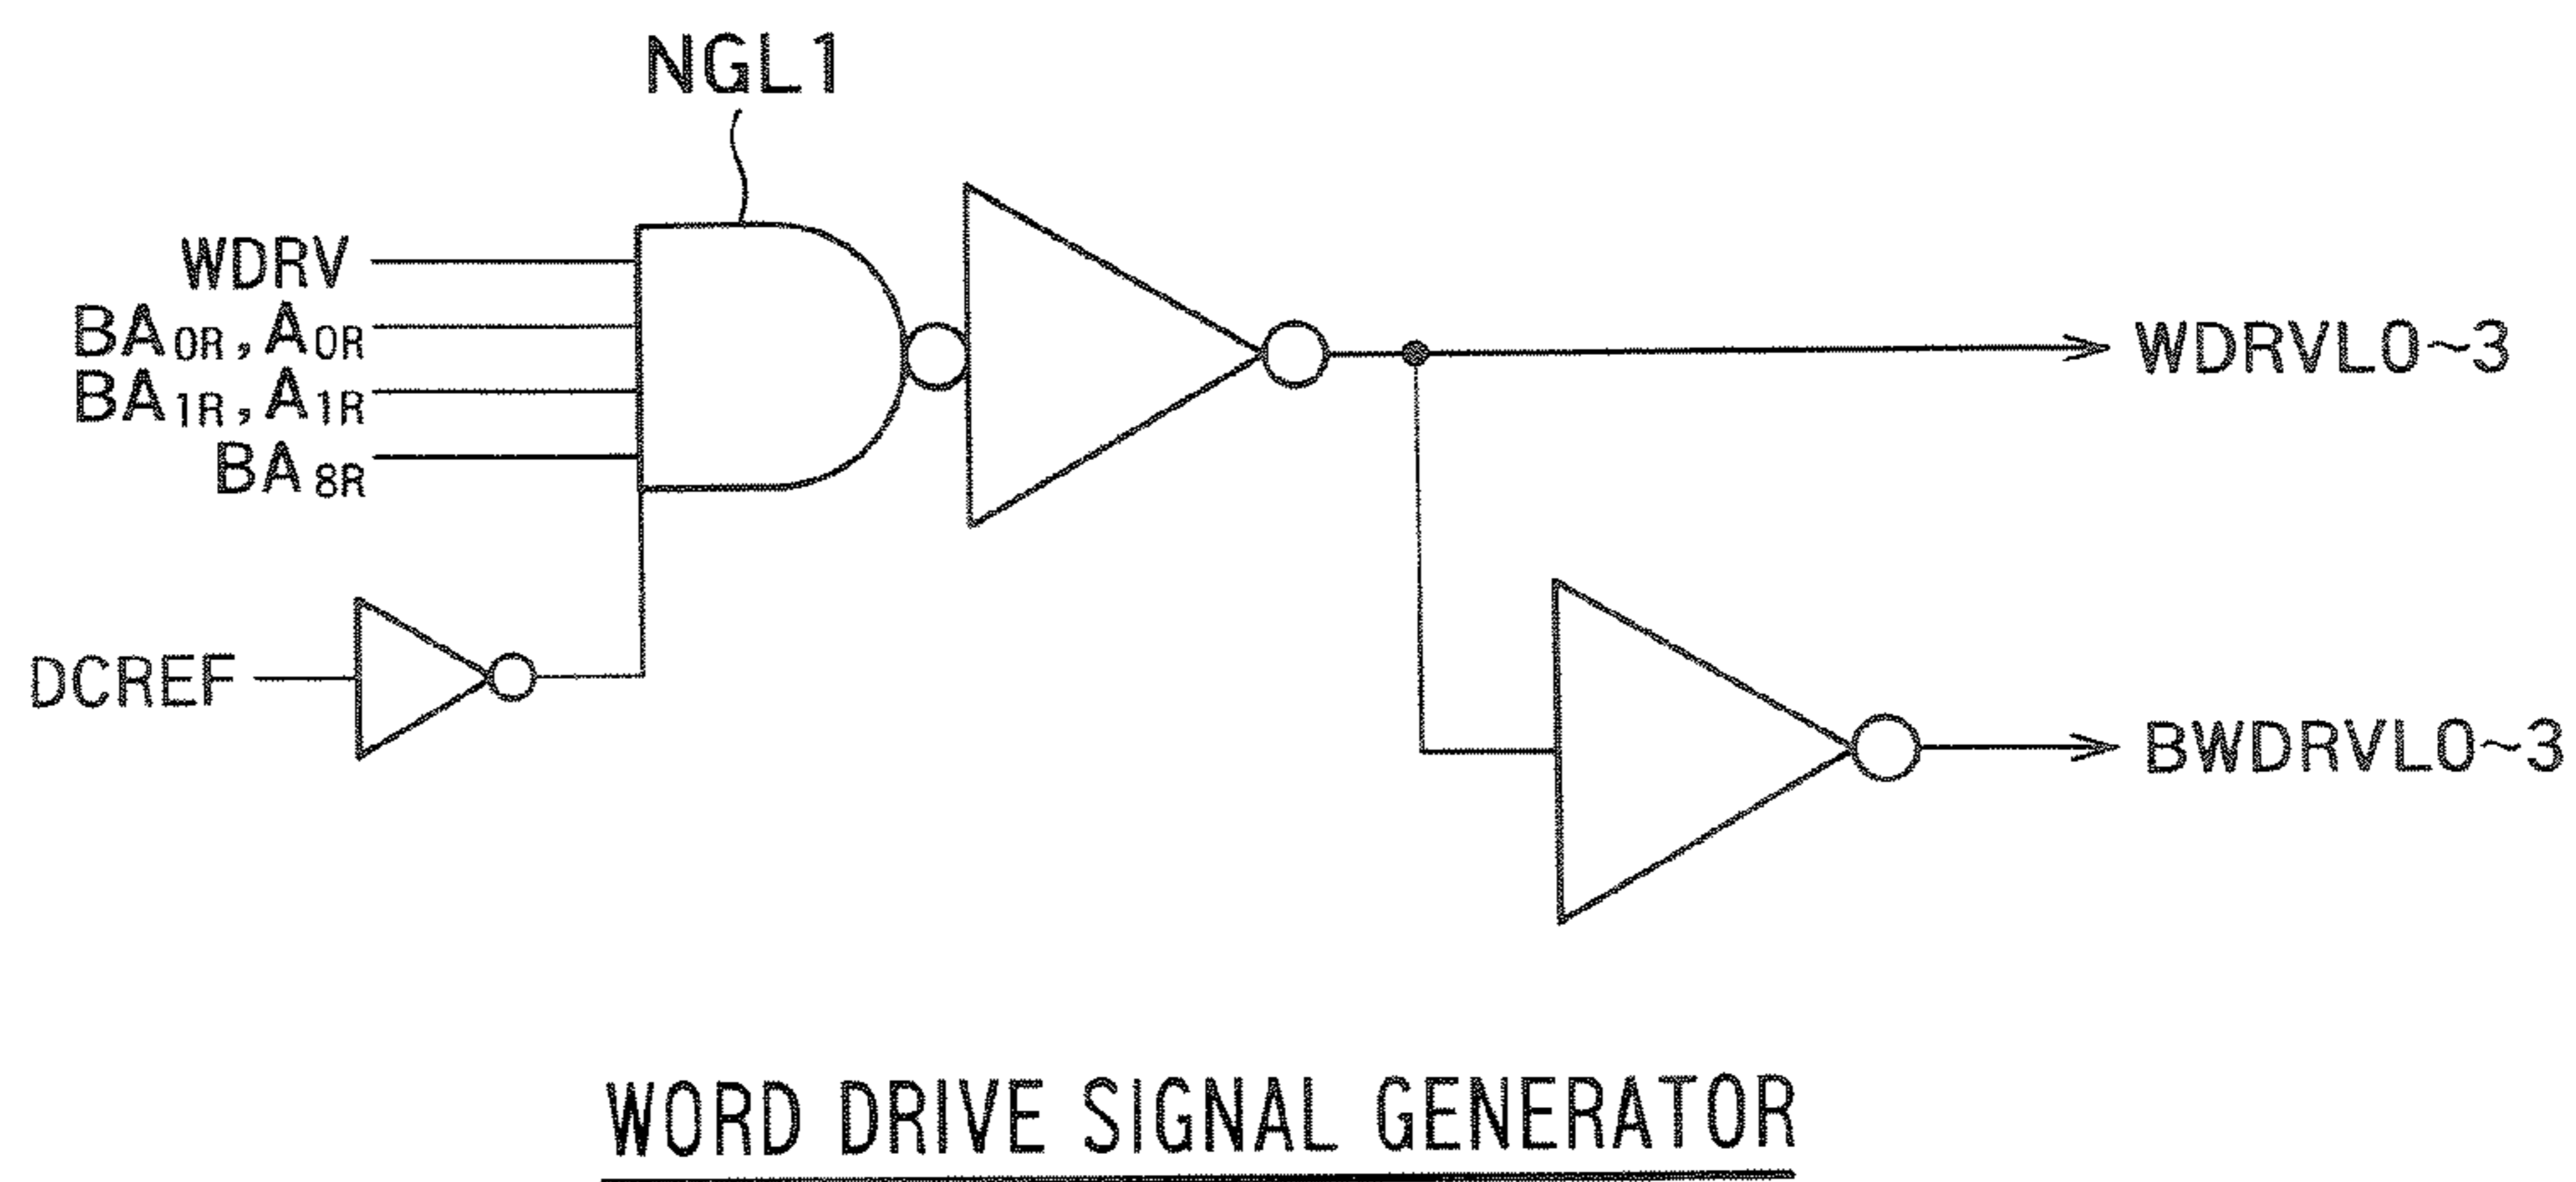 NGL1
WDRV
BA0R, A0R
BA1R, A1R
BA8R
DCREF
WDRVL0~3
BWDRVL0~3
WORD DRIVE SIGNAL GENERATOR